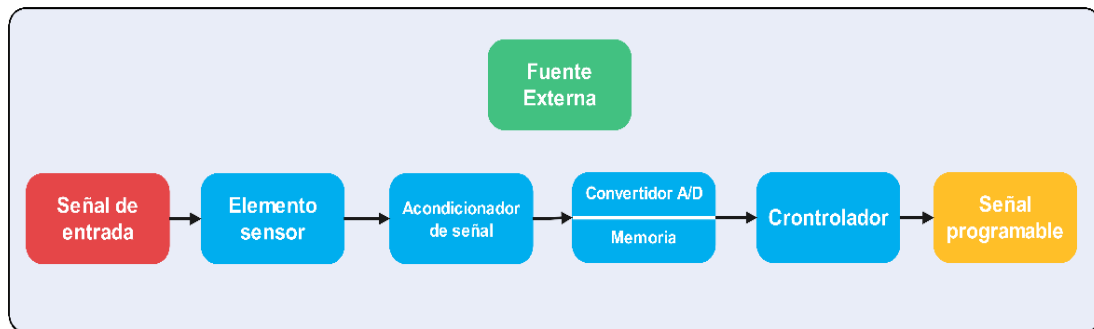 Fuente
Externa
Señal de
entrada
Elemento
sensor
Acondicionador
de señal
Convertidor A/D
Memoria
Crontrolador
Señal
programable